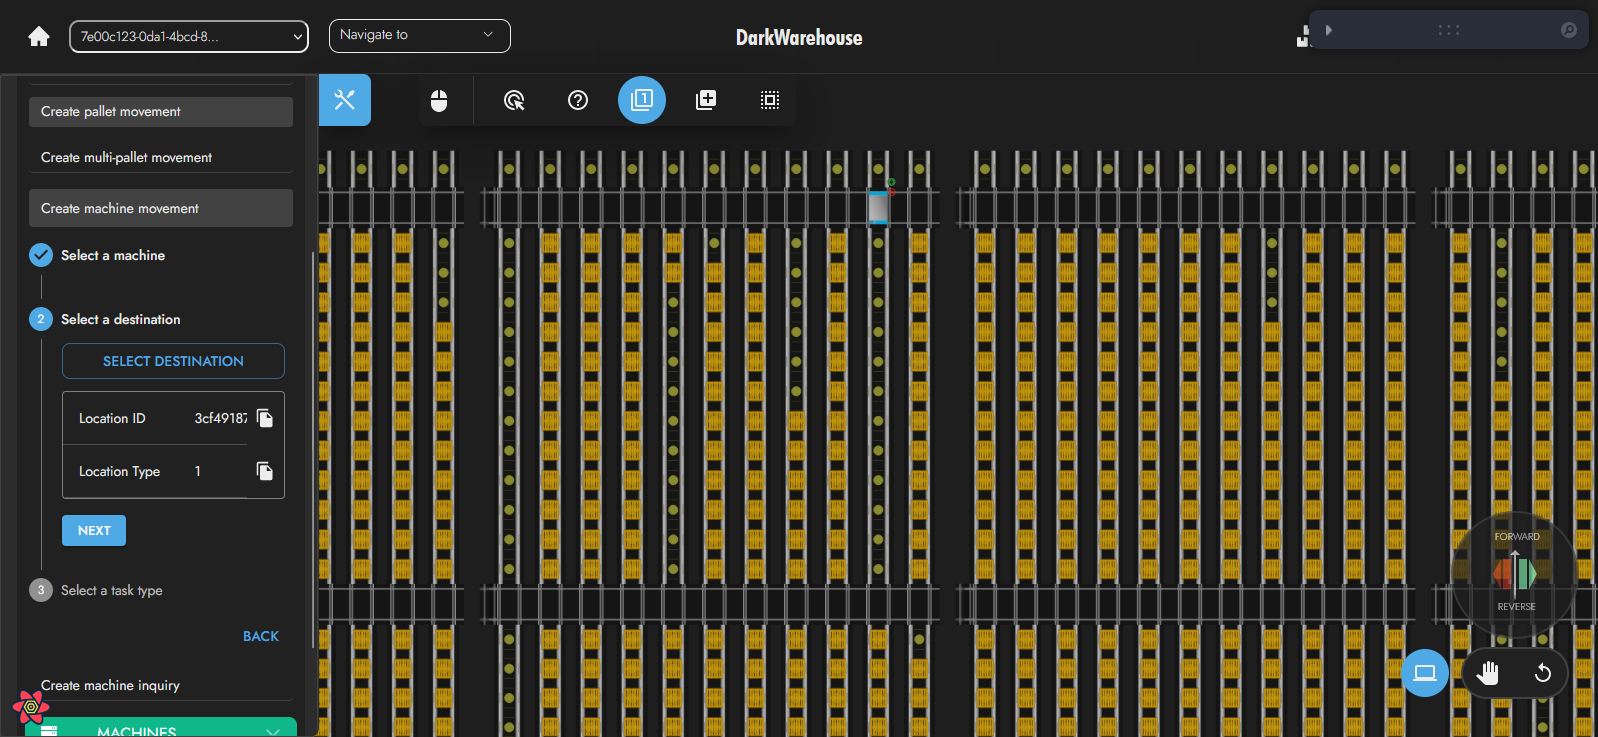 7e00c123-0da1-4bcd-8...
Navigate to
DarkWarehouse
Create pallet movement
Create multi-pallet movement
Create machine movement
Select a machine
2 Select a destination
SELECT DESTINATION
Location ID 3cf49187
Location Type 1
NEXT
3 Select a task type
BACK
Create machine inquiry
MACHINES
1
FORWARD
REVERSE